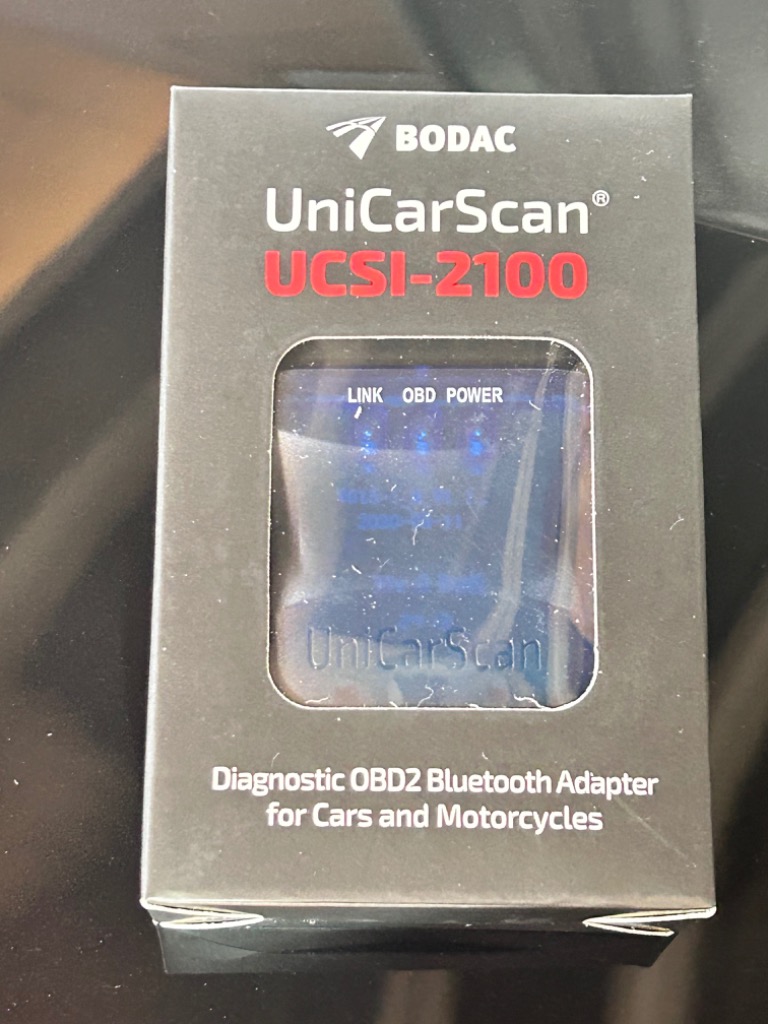 BODAC
UniCarScan®
UCSI-2100
LINK OBD POWER
UniCarScan
Diagnostic OBD2 Bluetooth Adapter
for Cars and Motorcycles